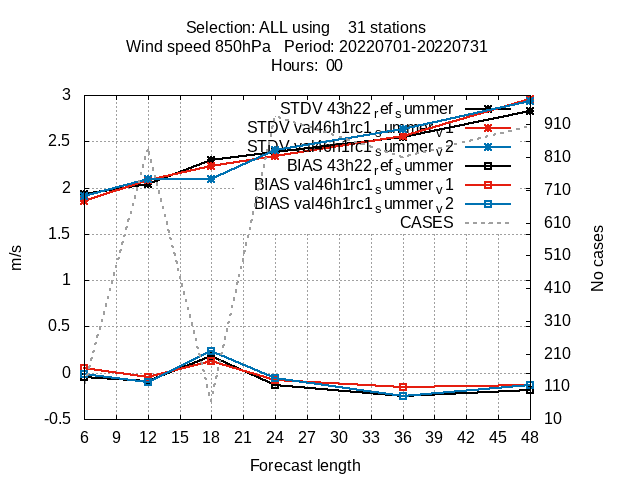 Selection: ALL using 31 stations
Wind speed 850hPa Period: 20220701-20220731
Hours: 00
STDV 43h22_ref_summer
STDV val46h1rc1_summer_v1
STDV val46h1rc1_summer_v2
BIAS 43h22_ref_summer
BIAS val46h1rc1_summer_v1
BIAS val46h1rc1_summer_v2
CASES
3
2.5
2
1.5
1
0.5
0
-0.5
m/s
910
810
710
610
510
410
310
210
110
10
No cases
6 9 12 15 18 21 24 27 30 33 36 39 42 45 48
Forecast length